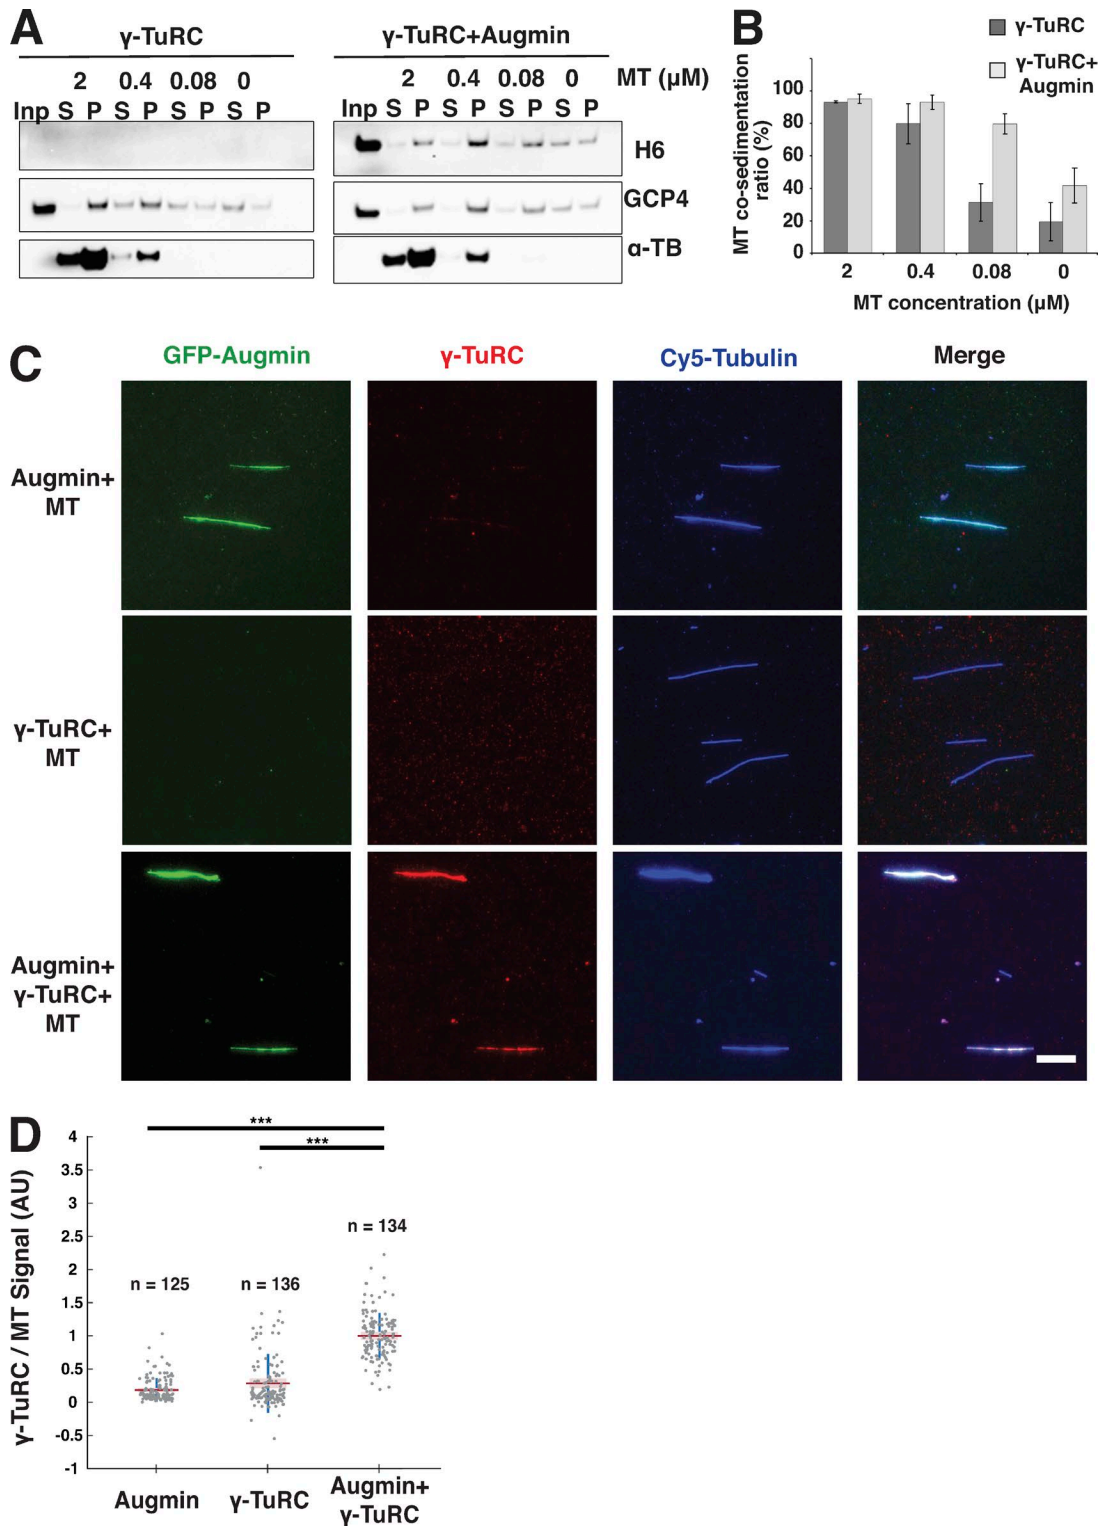 A
γ-TuRC
γ-TuRC+Augmin
2 0.4 0.08 0
2 0.4 0.08 0 MT (μM)
Inp S P S P S P S P
Inp S P S P S P S P
H6
GCP4
α-TB
B
γ-TuRC
γ-TuRC+
Augmin
MT co-sedimentation
ratio (%)
100
80
60
40
20
0
2 0.4 0.08 0
MT concentration (μM)
C
GFP-Augmin γ-TuRC Cy5-Tubulin Merge
Augmin+
MT
γ-TuRC+
MT
Augmin+
γ-TuRC+
MT
D
γ-TuRC / MT Signal (AU)
4
3.5
3
2.5
2
1.5
1
0.5
0
-0.5
-1
***
***
n = 125
n = 136
n = 134
Augmin
γ-TuRC
Augmin+
γ-TuRC